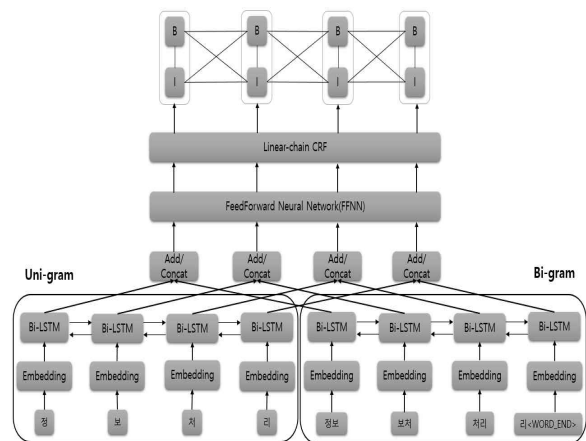 B B B B
I I I I
Linear-chain CRF
FeedForward Neural Network(FFNN)
Add/ Add/ Add/ Add/
Concat Concat Concat Concat
Uni-gram Bi-gram
Bi-LSTM Bi-LSTM Bi-LSTM Bi-LSTM Bi-LSTM Bi-LSTM Bi-LSTM Bi-LSTM
Embedding Embedding Embedding Embedding Embedding Embedding Embedding Embedding
정 보 처 리 정보 보처 처리 리<WORD_END>